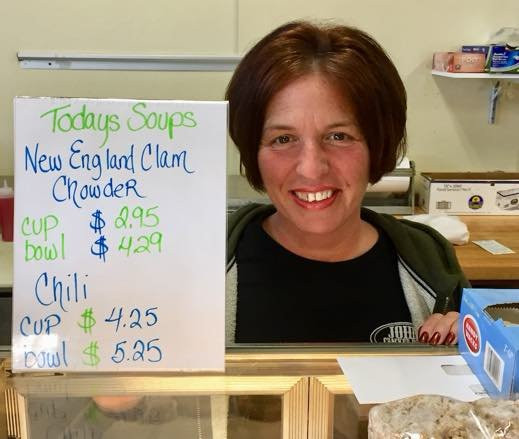 Todays Soups
New England Clam
Chowder
cup $ 2.95
bowl $ 4.29
Chili
cup $ 4.25
bowl $ 5.25
JOHN